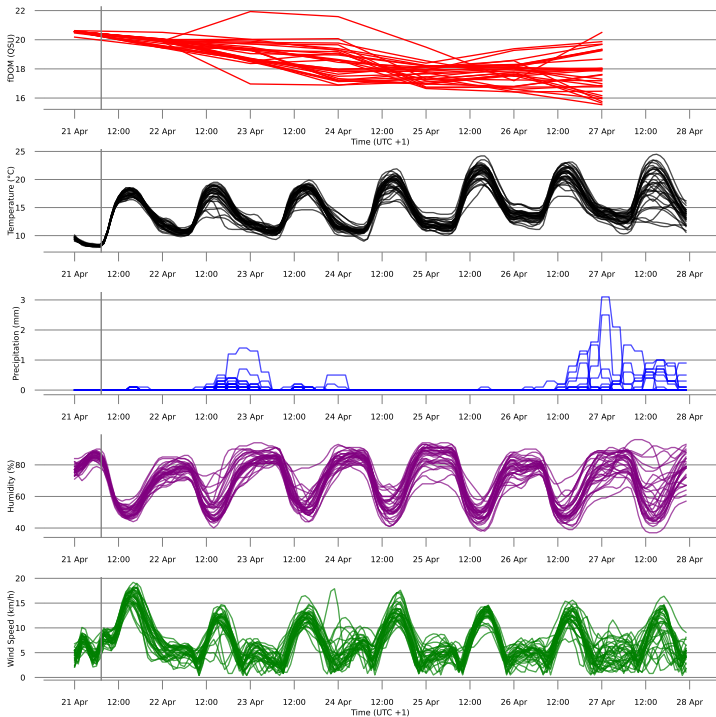 22
20
18
16
fDOM (QSU)
21 Apr 12:00 22 Apr 12:00 23 Apr 12:00 24 Apr 12:00 25 Apr 12:00 26 Apr 12:00 27 Apr 12:00 28 Apr
Time (UTC +1)
25
20
15
10
Temperature (°C)
21 Apr 12:00 22 Apr 12:00 23 Apr 12:00 24 Apr 12:00 25 Apr 12:00 26 Apr 12:00 27 Apr 12:00 28 Apr
3
2
1
0
Precipitation (mm)
21 Apr 12:00 22 Apr 12:00 23 Apr 12:00 24 Apr 12:00 25 Apr 12:00 26 Apr 12:00 27 Apr 12:00 28 Apr
80
60
40
Humidity (%)
21 Apr 12:00 22 Apr 12:00 23 Apr 12:00 24 Apr 12:00 25 Apr 12:00 26 Apr 12:00 27 Apr 12:00 28 Apr
20
15
10
5
0
Wind Speed (km/h)
21 Apr 12:00 22 Apr 12:00 23 Apr 12:00 24 Apr 12:00 25 Apr 12:00 26 Apr 12:00 27 Apr 12:00 28 Apr
Time (UTC +1)